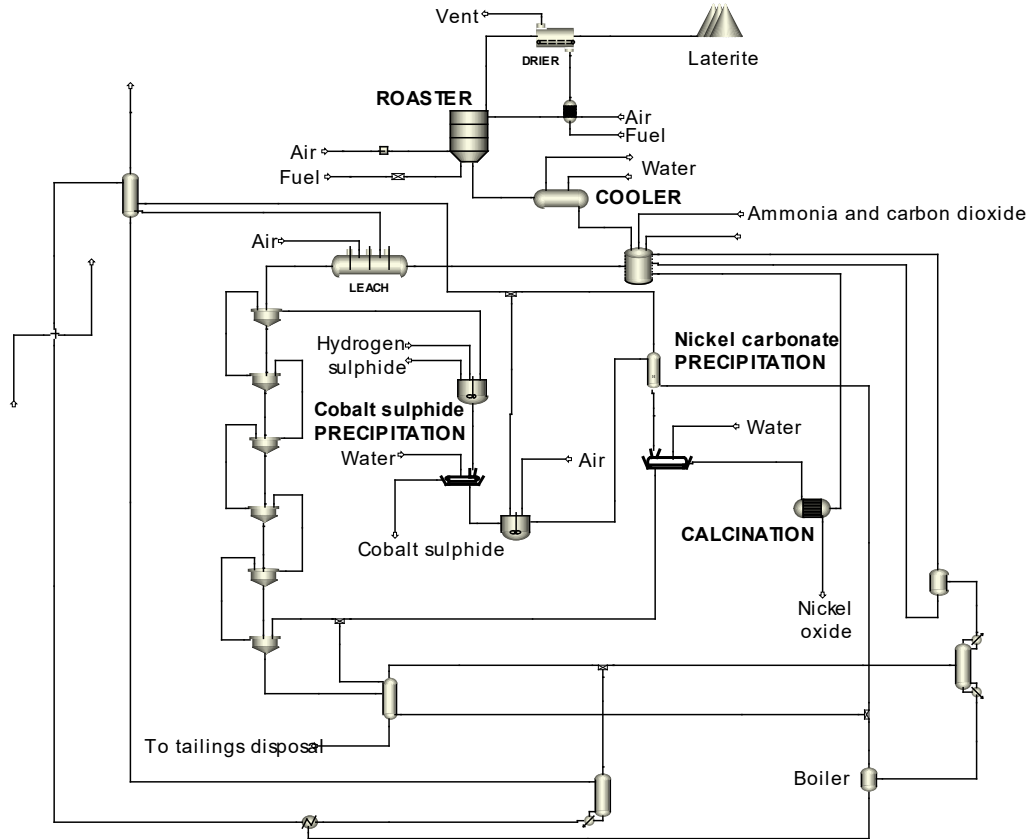 Vent
DRIER
Laterite
ROASTER
Air
Fuel
Air
Fuel
Water
COOLER
Ammonia and carbon dioxide
Air
LEACH
Hydrogen
sulphide
Nickel carbonate
PRECIPITATION
Cobalt sulphide
PRECIPITATION
Water
Air
Water
Cobalt sulphide
CALCINATION
Nickel
oxide
To tailings disposal
Boiler